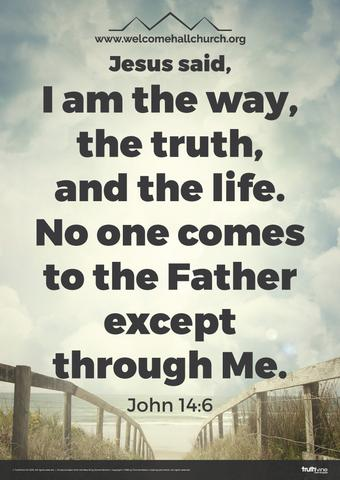 www.welcomehallchurch.org
Jesus said,
I am the way,
the truth,
and the life.
No one comes
to the Father
except
through Me.
John 14:6
truthvine